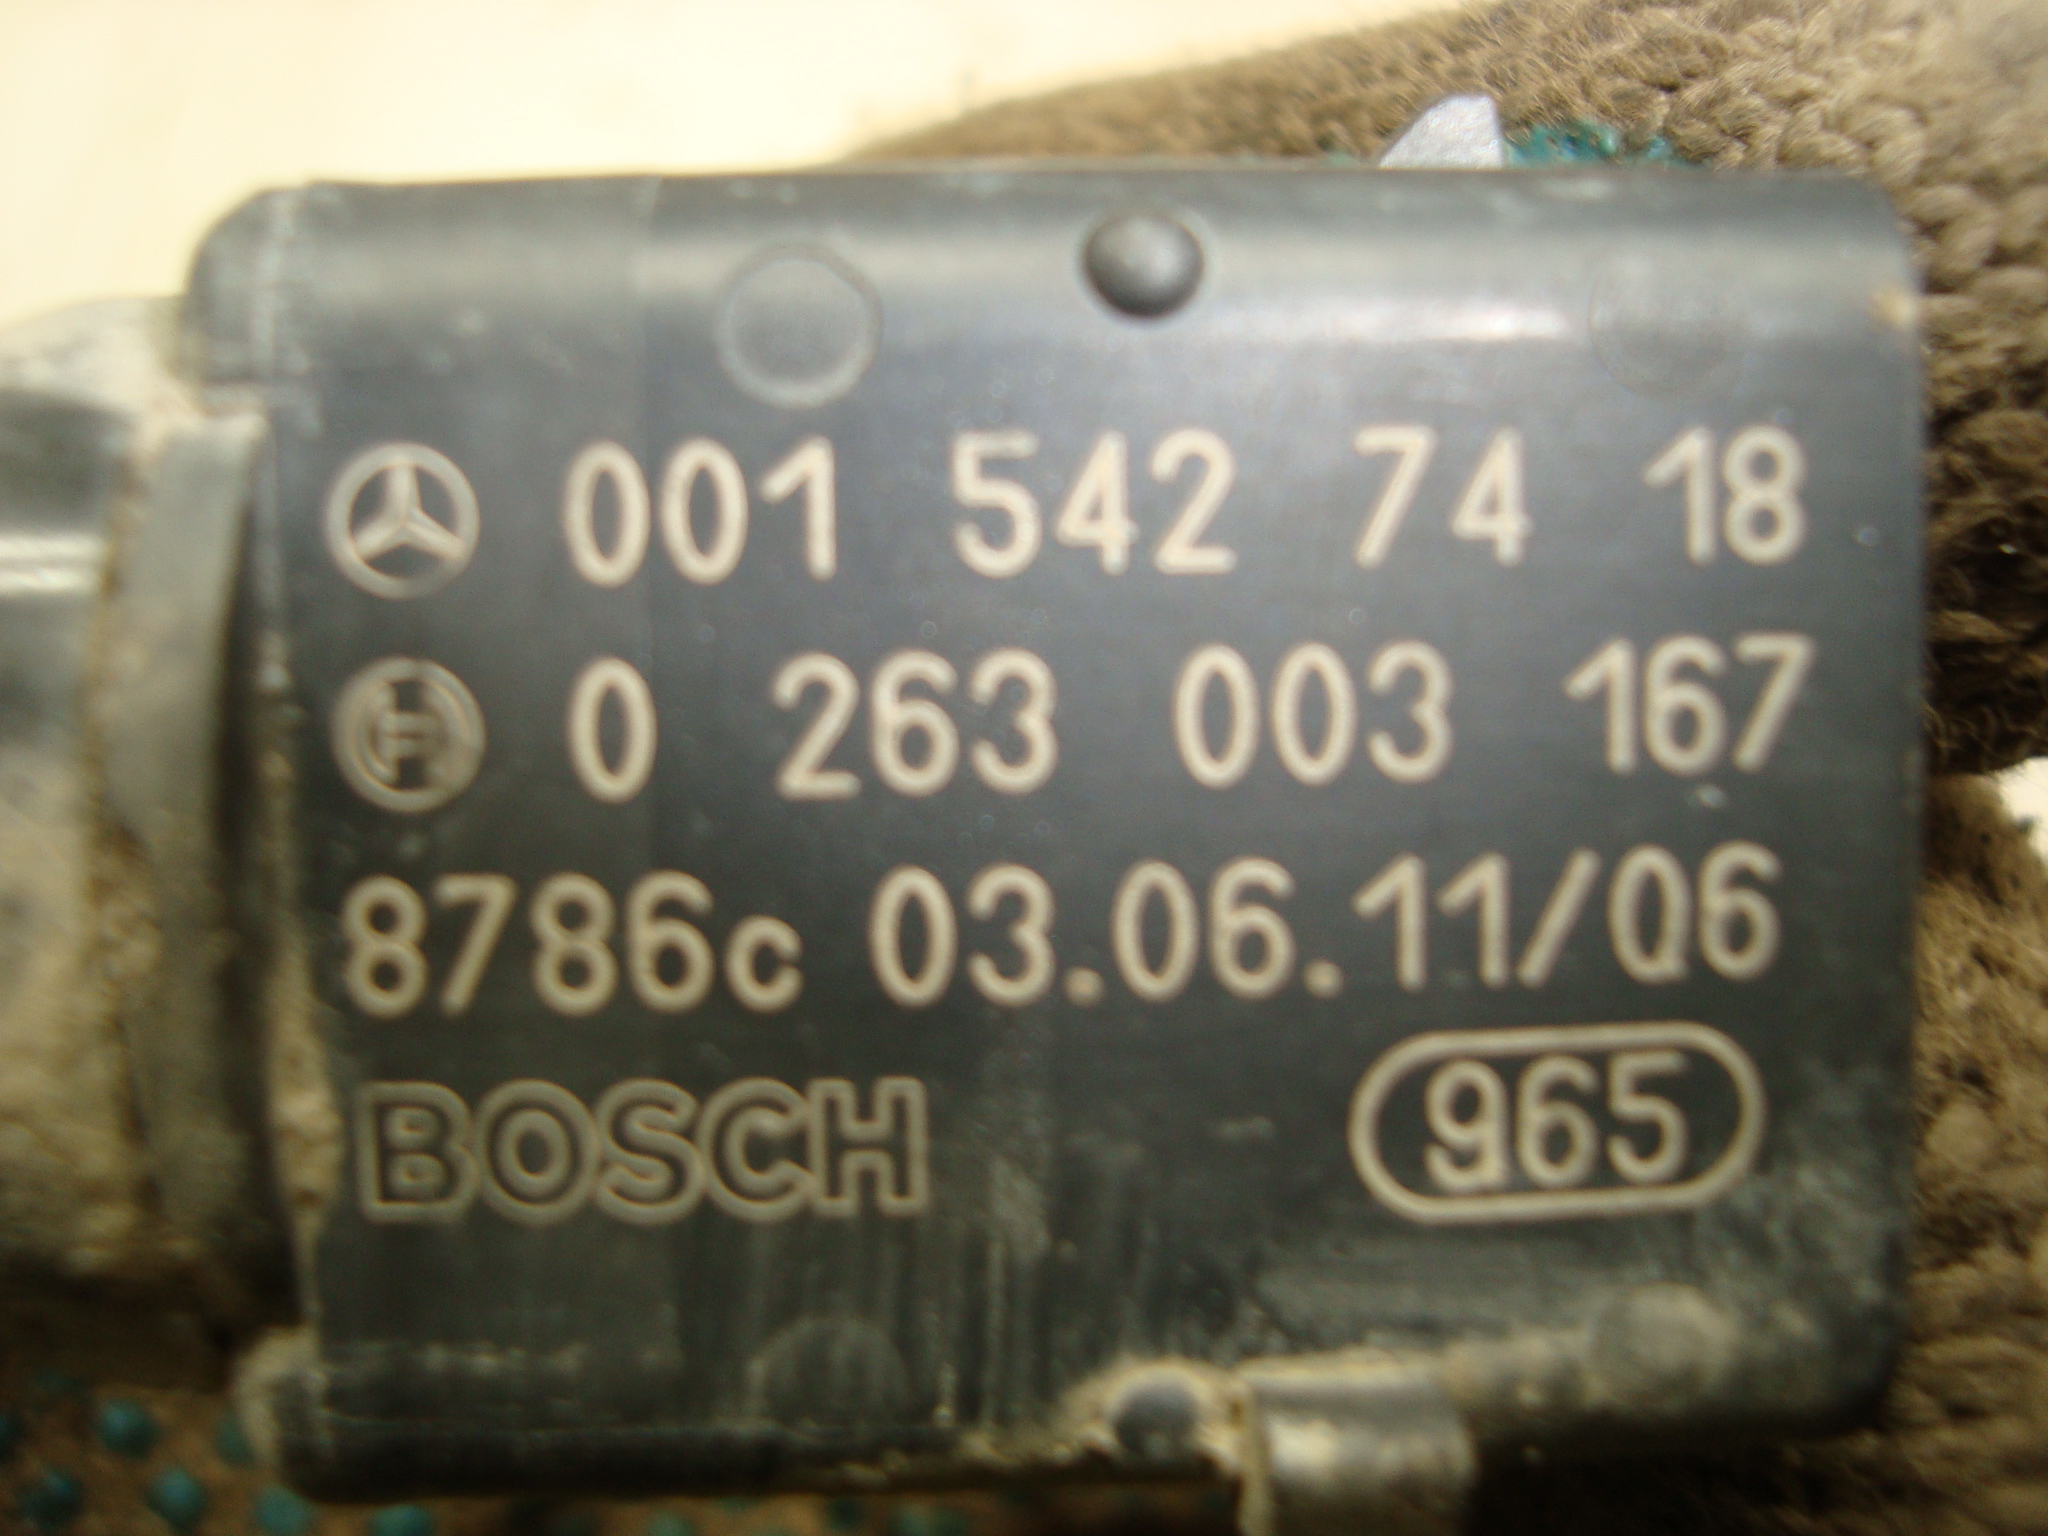 001 542 74 18
0 263 003 167
8786c 03.06.11/06
BOSCH 965